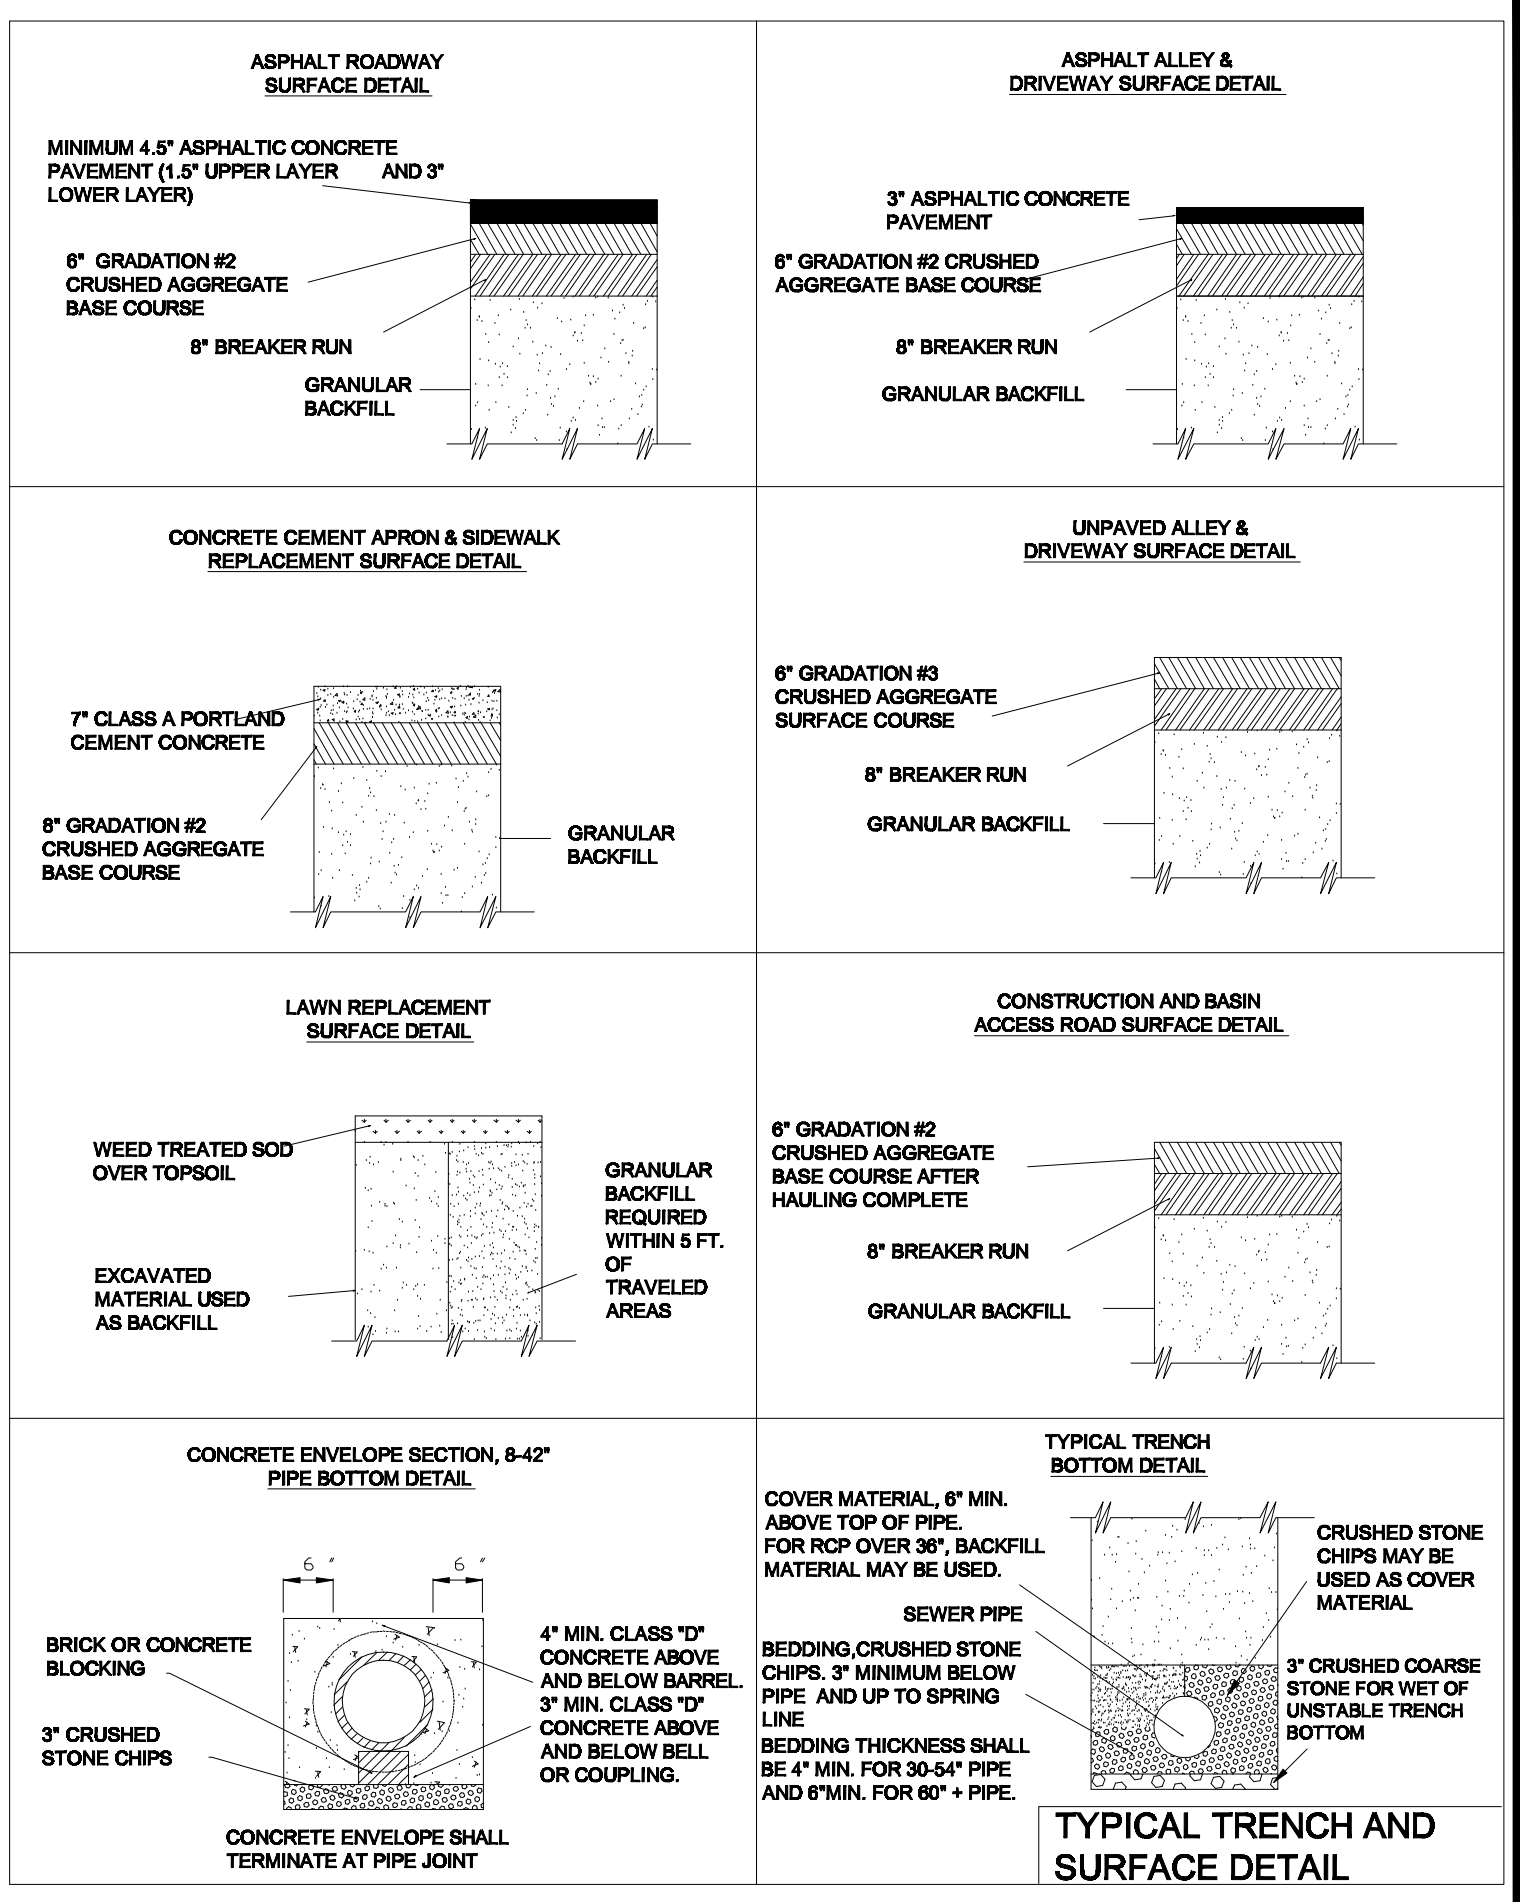 ASPHALT ROADWAY
SURFACE DETAIL
MINIMUM 4.5" ASPHALTIC CONCRETE
PAVEMENT (1.5" UPPER LAYER AND 3"
LOWER LAYER)
6" GRADATION #2
CRUSHED AGGREGATE
BASE COURSE
8" BREAKER RUN
GRANULAR
BACKFILL
ASPHALT ALLEY &
DRIVEWAY SURFACE DETAIL
3" ASPHALTIC CONCRETE
PAVEMENT
6" GRADATION #2 CRUSHED
AGGREGATE BASE COURSE
8" BREAKER RUN
GRANULAR BACKFILL
CONCRETE CEMENT APRON & SIDEWALK
REPLACEMENT SURFACE DETAIL
7" CLASS A PORTLAND
CEMENT CONCRETE
8" GRADATION #2
CRUSHED AGGREGATE
BASE COURSE
GRANULAR
BACKFILL
UNPAVED ALLEY &
DRIVEWAY SURFACE DETAIL
6" GRADATION #3
CRUSHED AGGREGATE
SURFACE COURSE
8" BREAKER RUN
GRANULAR BACKFILL
LAWN REPLACEMENT
SURFACE DETAIL
WEED TREATED SOD
OVER TOPSOIL
EXCAVATED
MATERIAL USED
AS BACKFILL
GRANULAR
BACKFILL
REQUIRED
WITHIN 5 FT.
OF
TRAVELED
AREAS
CONSTRUCTION AND BASIN
ACCESS ROAD SURFACE DETAIL
6" GRADATION #2
CRUSHED AGGREGATE
BASE COURSE AFTER
HAULING COMPLETE
8" BREAKER RUN
GRANULAR BACKFILL
CONCRETE ENVELOPE SECTION, 8-42"
PIPE BOTTOM DETAIL
6 "
6 "
BRICK OR CONCRETE
BLOCKING
3" CRUSHED
STONE CHIPS
4" MIN. CLASS "D"
CONCRETE ABOVE
AND BELOW BARREL.
3" MIN. CLASS "D"
CONCRETE ABOVE
AND BELOW BELL
OR COUPLING.
CONCRETE ENVELOPE SHALL
TERMINATE AT PIPE JOINT
TYPICAL TRENCH
BOTTOM DETAIL
COVER MATERIAL, 6" MIN.
ABOVE TOP OF PIPE.
FOR RCP OVER 36", BACKFILL
MATERIAL MAY BE USED.
SEWER PIPE
BEDDING,CRUSHED STONE
CHIPS. 3" MINIMUM BELOW
PIPE AND UP TO SPRING
LINE
BEDDING THICKNESS SHALL
BE 4" MIN. FOR 30-54" PIPE
AND 6"MIN. FOR 60" + PIPE.
CRUSHED STONE
CHIPS MAY BE
USED AS COVER
MATERIAL
3" CRUSHED COARSE
STONE FOR WET OF
UNSTABLE TRENCH
BOTTOM
TYPICAL TRENCH AND
SURFACE DETAIL